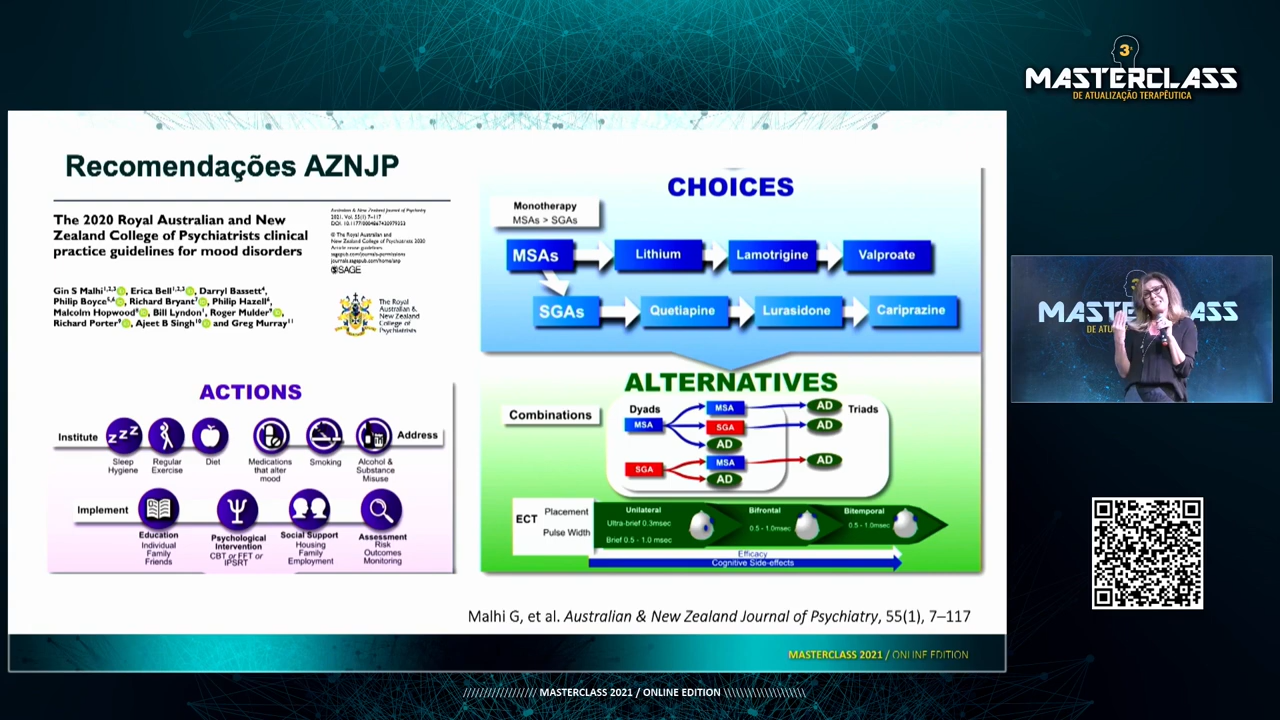 3ª
MASTERCLASS
DE ATUALIZAÇÃO TERAPÊUTICA
Recomendações AZNJP
The 2020 Royal Australian and New
Zealand College of Psychiatrists clinical
practice guidelines for mood disorders
Australian & New Zealand Journal of Psychiatry
2021, Vol. 55(1) 7–117
© The Royal Australian and
New Zealand College of Psychiatrists 2020
Article reuse guidelines:
sagepub.com/journals-permissions
journals.sagepub.com/home/anp
SAGE
Gin S Malhi, Erica Bell, Darryl Bassett,
Philip Boyce, Richard Bryant, Philip Hazell,
Malcolm Hopwood, Bill Lyndon, Roger Mulder,
Richard Porter, Ajeet B Singh and Greg Murray
The Royal
Australian &
New Zealand
College of
Psychiatrists
ACTIONS
Institute
Address
zzz
Sleep
Hygiene
Regular
Exercise
Diet
Medications
that alter
mood
Smoking
Alcohol &
Substance
Misuse
Implement
Education
Individual
Family
Friends
Psychological
Intervention
CBT or FFT or
IPSRT
Social Support
Housing
Family
Employment
Assessment
Risk
Outcomes
Monitoring
CHOICES
Monotherapy
MSAs > SGAs
MSAs
Lithium
Lamotrigine
Valproate
SGAs
Quetiapine
Lurasidone
Cariprazine
ALTERNATIVES
Combinations
Dyads
Triads
MSA
MSA
AD
SGA
AD
AD
SGA
MSA
AD
AD
ECT
Placement
Pulse Width
Unilateral
Ultra-brief 0.3msec
Brief 0.5 - 1.0 msec
Bifrontal
0.5 - 1.0msec
Bitemporal
0.5 - 1.0msec
Efficacy
Cognitive Side-effects
Malhi G, et al. Australian & New Zealand Journal of Psychiatry, 55(1), 7–117
MASTERCLASS 2021 / ONLINE EDITION
////////////////// MASTERCLASS 2021 / ONLINE EDITION \\\\\\\\\\\\\\\\\\\\